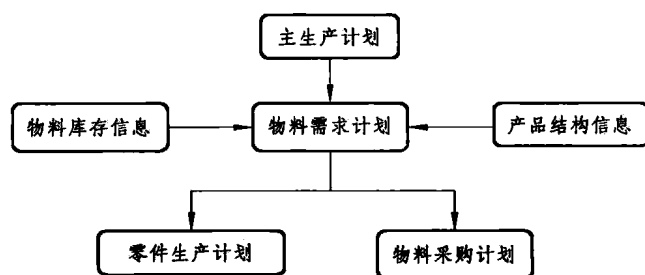 主生产计划
物料库存信息
物料需求计划
产品结构信息
零件生产计划
物料采购计划